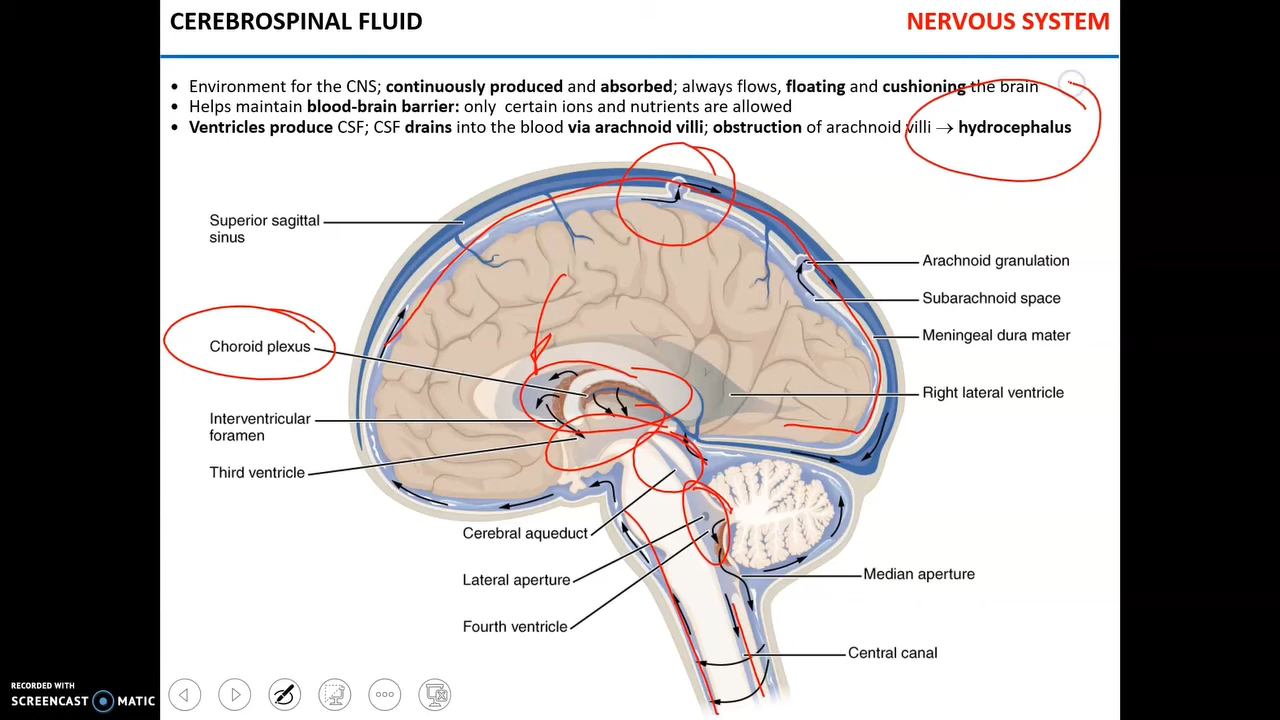 CEREBROSPINAL FLUID
NERVOUS SYSTEM
• Environment for the CNS; continuously produced and absorbed; always flows, floating and cushioning the brain
• Helps maintain blood-brain barrier: only certain ions and nutrients are allowed
• Ventricles produce CSF; CSF drains into the blood via arachnoid villi; obstruction of arachnoid villi → hydrocephalus
Superior sagittal
sinus
Choroid plexus
Interventricular
foramen
Third ventricle
Cerebral aqueduct
Lateral aperture
Fourth ventricle
Arachnoid granulation
Subarachnoid space
Meningeal dura mater
Right lateral ventricle
Median aperture
Central canal
RECORDED WITH
SCREENCAST MATIC